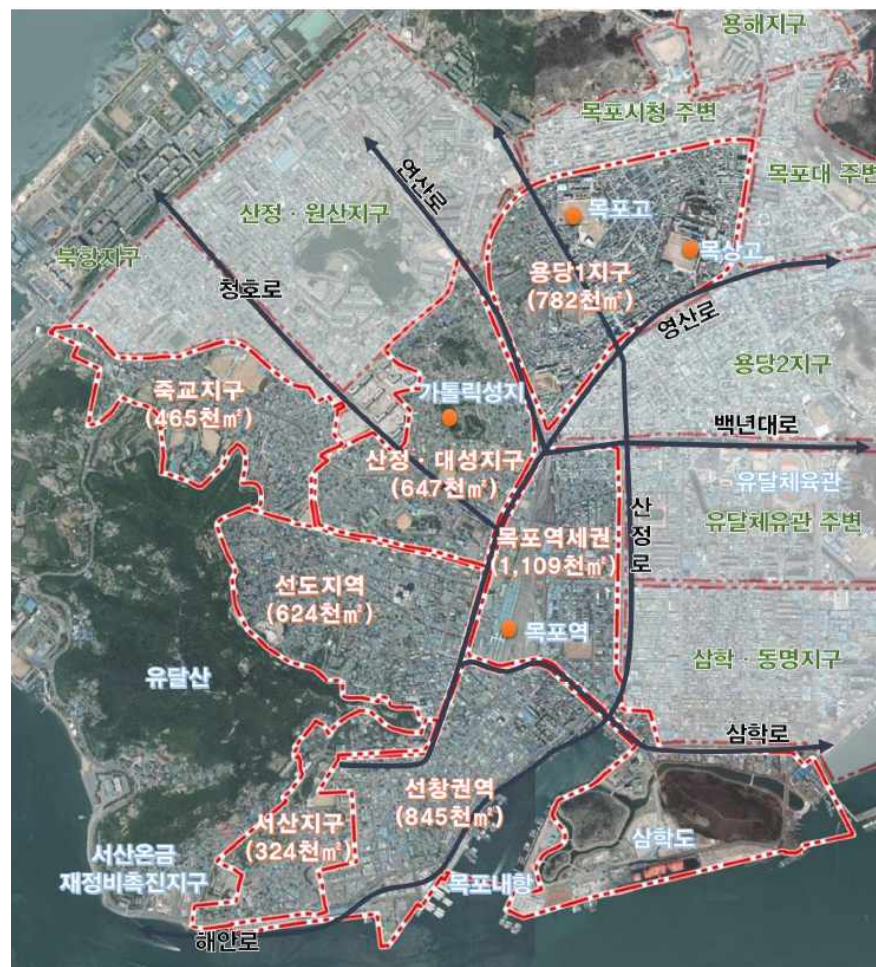 용해지구
목포시청 주변
목포대 주변
연산로
목포고
산정 · 원산지구
목상고
북항지구
용당1지구
(782천㎡)
청호로
영산로
용당2지구
가톨릭성지
죽교지구
(465천㎡)
백년대로
산정 · 대성지구
(647천㎡)
유달체육관
산정로
유달체유관 주변
목포역세권
(1,109천㎡)
선도지역
(624천㎡)
목포역
삼학 · 동명지구
유달산
삼학로
선창권역
(845천㎡)
서산지구
(324천㎡)
삼학도
서산온금
재정비촉진지구
목포내항
해안로